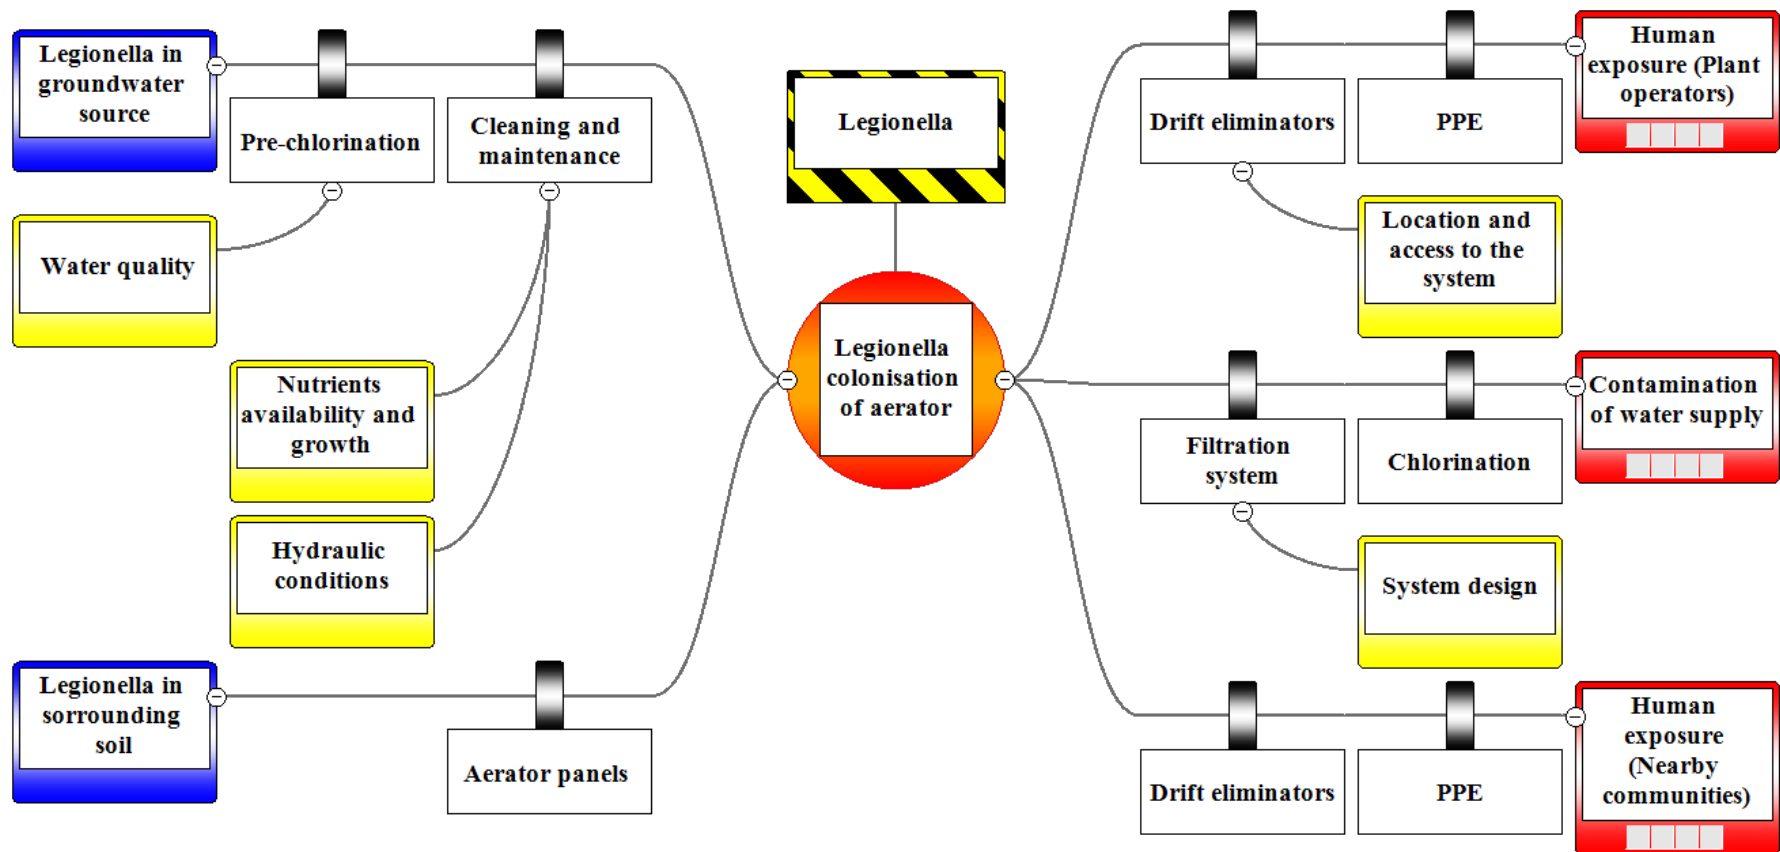 Legionella in
groundwater
source
Pre-chlorination
Cleaning and
maintenance
Water quality
Nutrients
availability and
growth
Hydraulic
conditions
Legionella in
sorrounding
soil
Aerator panels
Legionella
Legionella
colonisation
of aerator
Drift eliminators
PPE
Human
exposure (Plant
operators)
Location and
access to the
system
Filtration
system
Chlorination
Contamination
of water supply
System design
Drift eliminators
PPE
Human
exposure
(Nearby
communities)